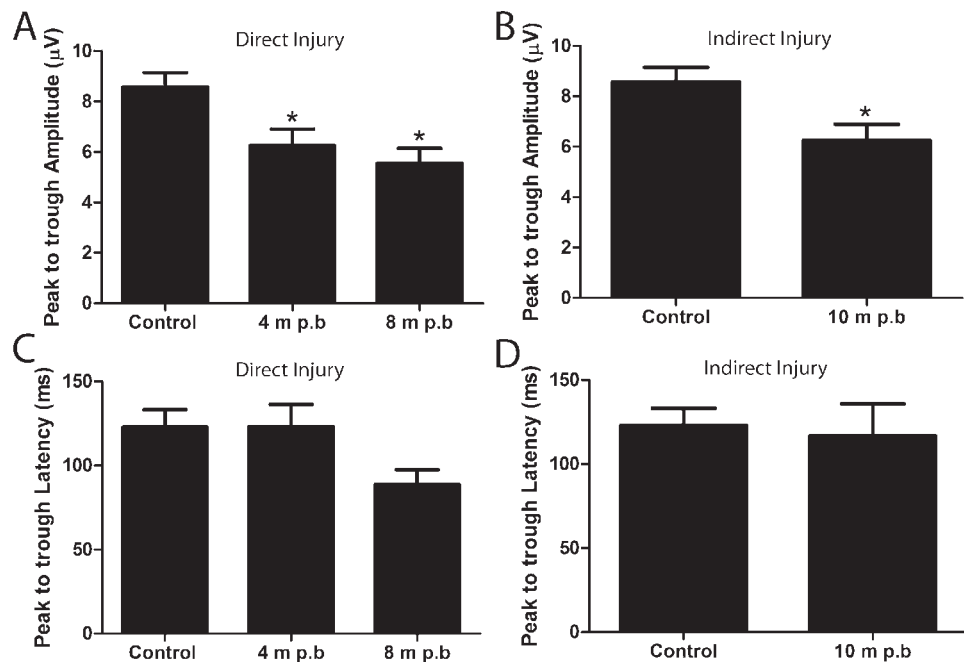 A
Direct Injury
Peak to trough Amplitude (µV)
10
8
6
4
2
0
*
*
Control
4 m p.b
8 m p.b
B
Indirect Injury
Peak to trough Amplitude (µV)
10
8
6
4
2
0
*
Control
10 m p.b
C
Direct Injury
Peak to trough Latency (ms)
150
100
50
0
Control
4 m p.b
8 m p.b
D
Indirect Injury
Peak to trough Latency (ms)
150
100
50
0
Control
10 m p.b